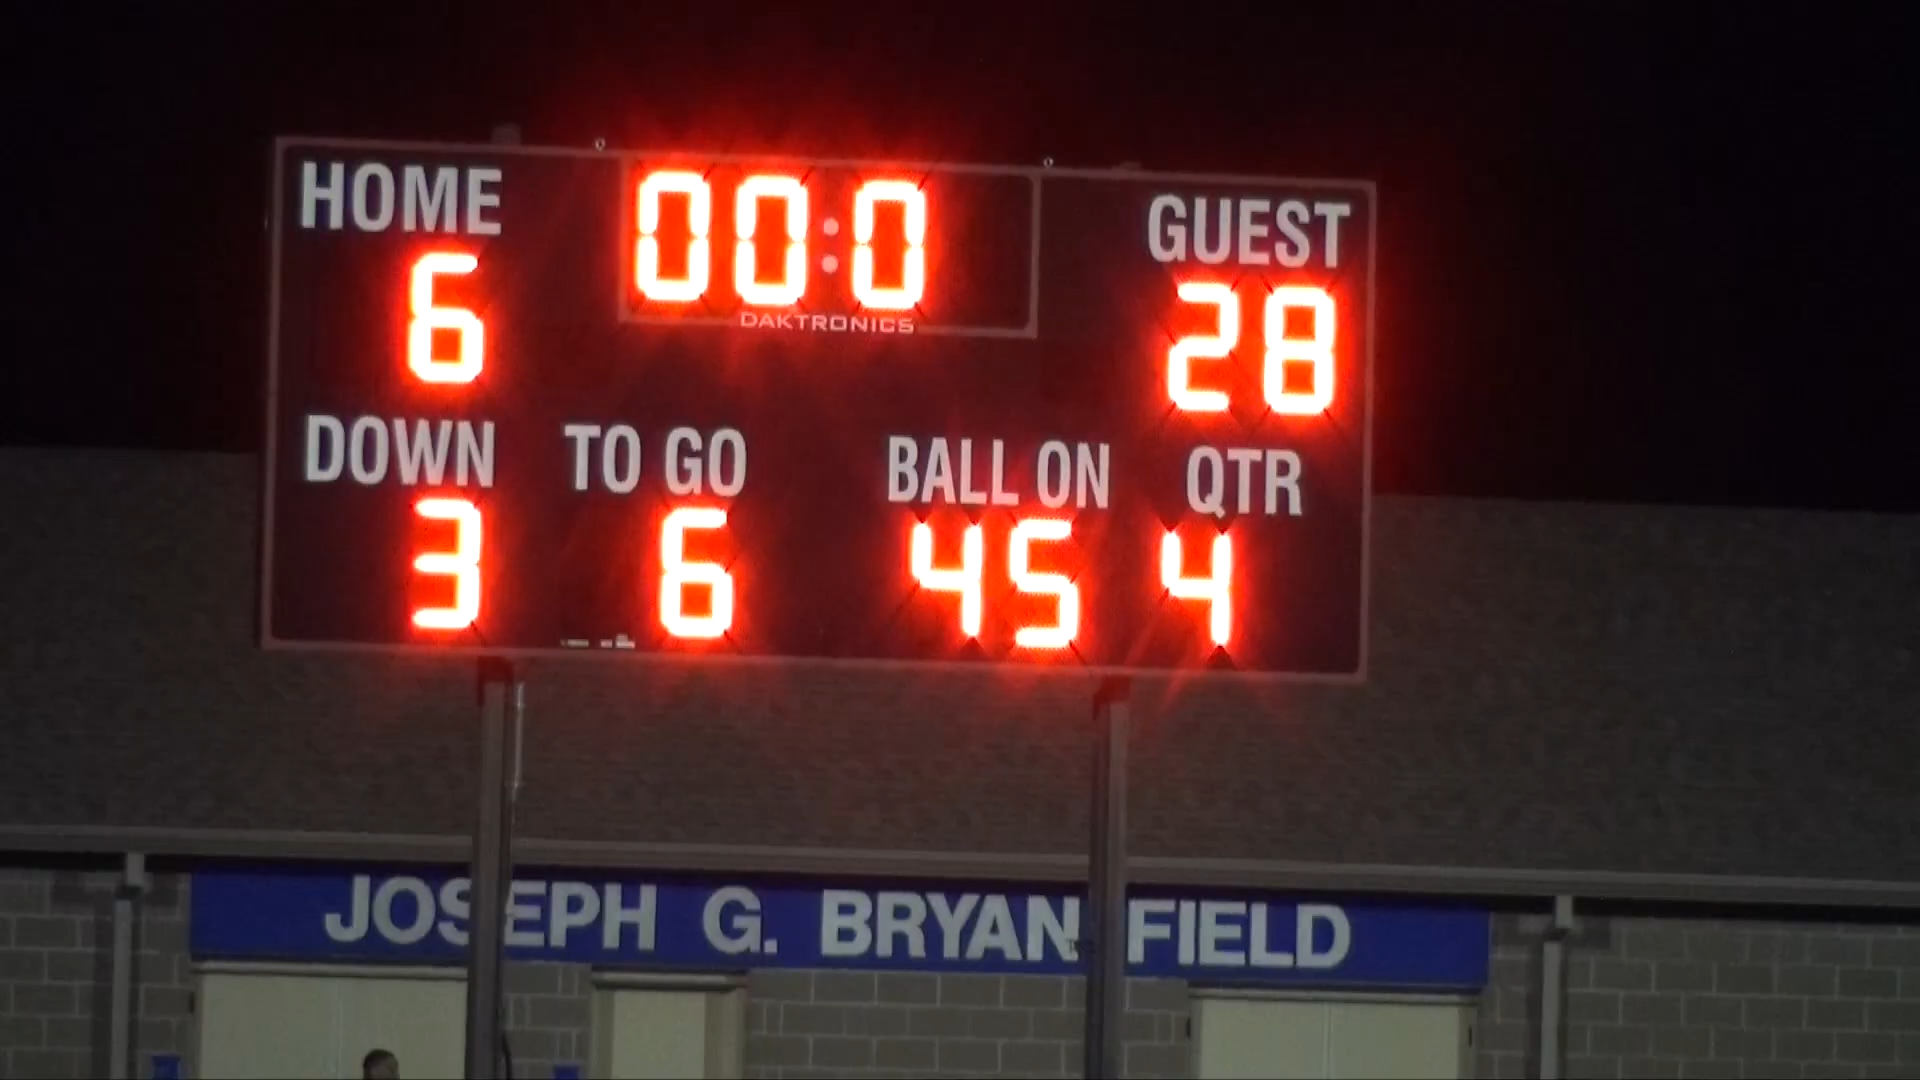 HOME 00:0 GUEST
6 DAKTRONICS 28
DOWN TO GO BALL ON QTR
3 6 45 4
JOSEPH G. BRYAN FIELD